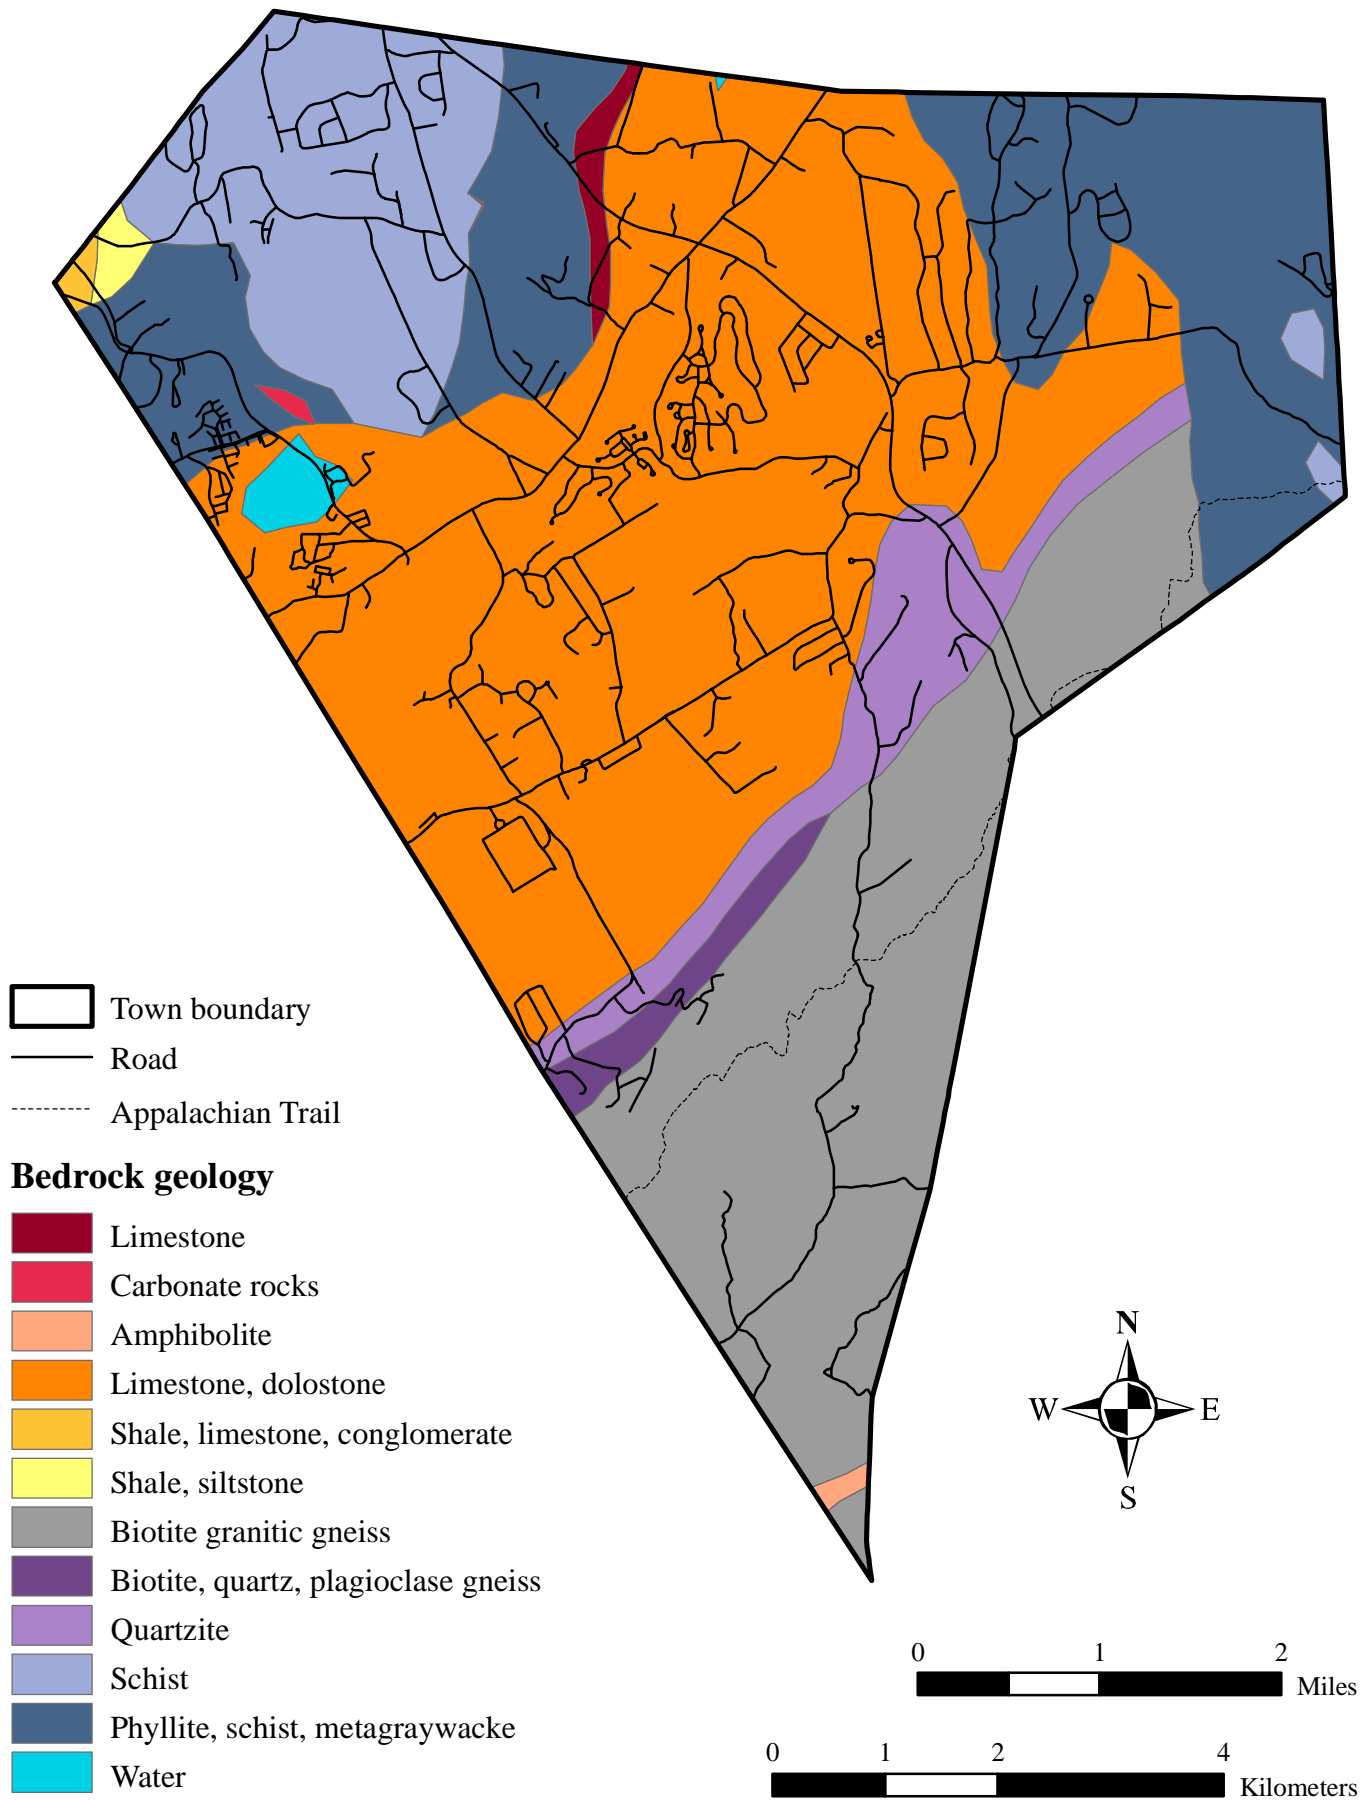 Town boundary
Road
Appalachian Trail
Bedrock geology
Limestone
Carbonate rocks
Amphibolite
Limestone, dolostone
Shale, limestone, conglomerate
Shale, siltstone
Biotite granitic gneiss
Biotite, quartz, plagioclase gneiss
Quartzite
Schist
Phyllite, schist, metagraywacke
Water
N
W E
S
0 1 2
Miles
0 1 2 4
Kilometers